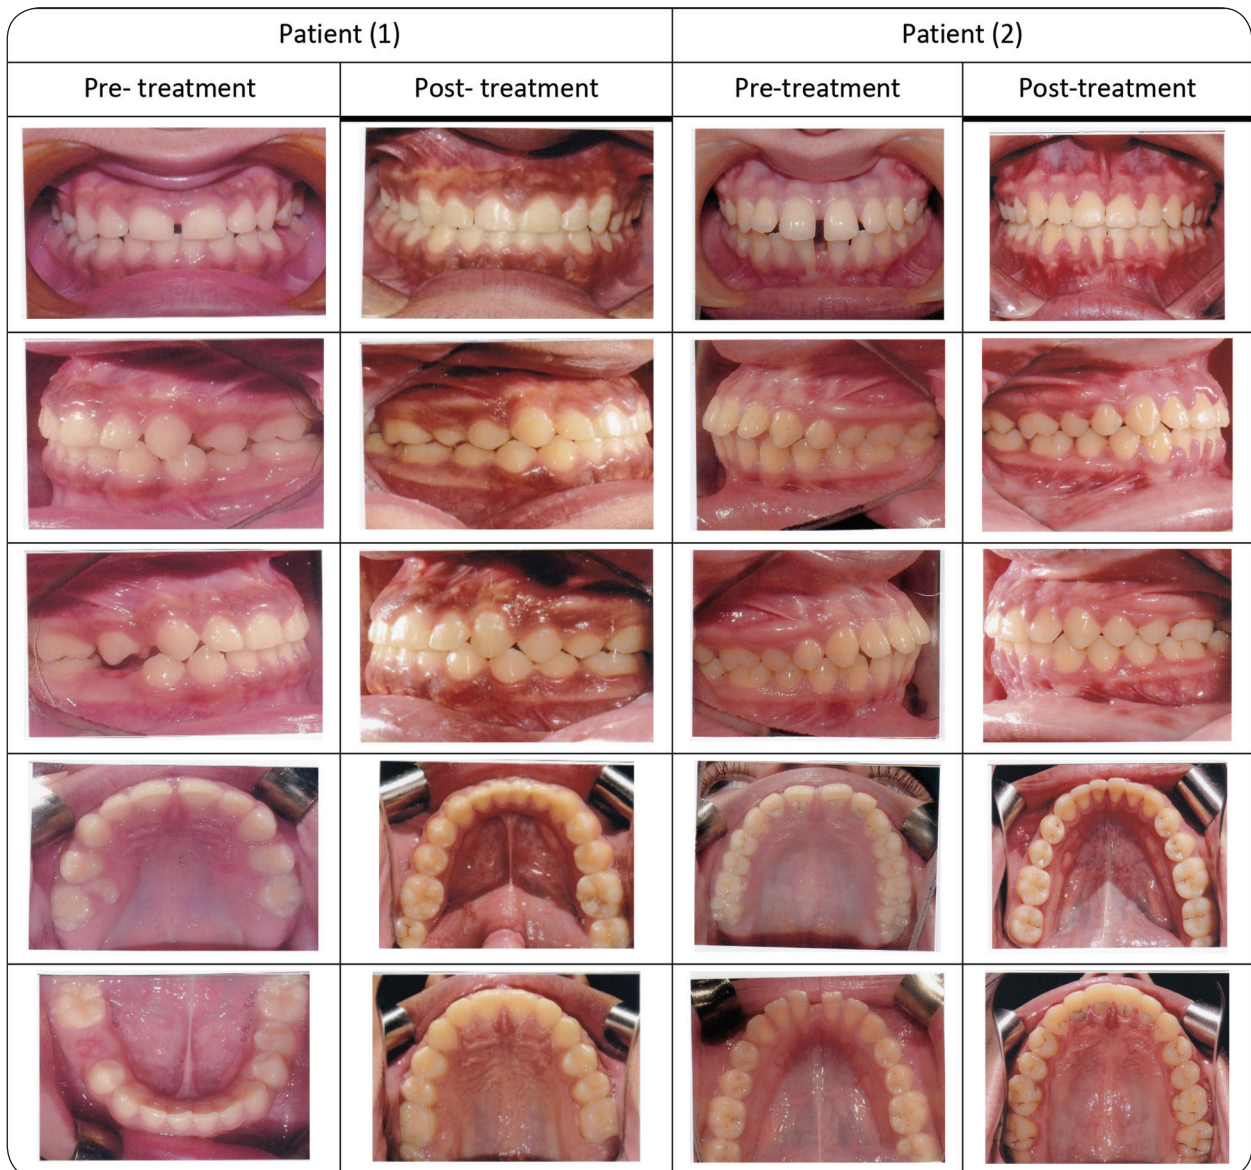 Patient (1)
Patient (2)
Pre- treatment
Post- treatment
Pre-treatment
Post-treatment